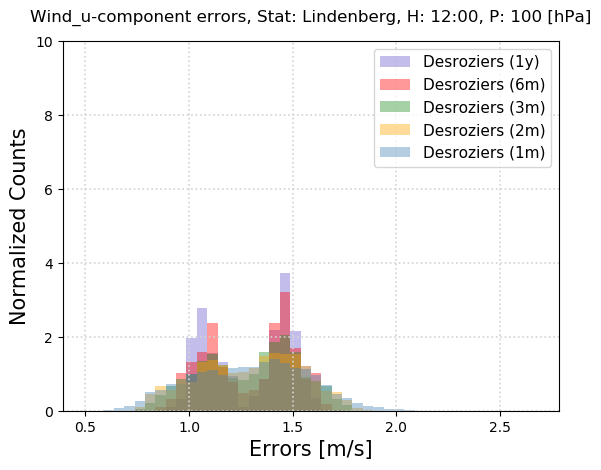 Wind_u-component errors, Stat: Lindenberg, H: 12:00, P: 100 [hPa]
Desroziers (1y)
Desroziers (6m)
Desroziers (3m)
Desroziers (2m)
Desroziers (1m)
Normalized Counts
10
8
6
4
2
0
0.5 1.0 1.5 2.0 2.5
Errors [m/s]